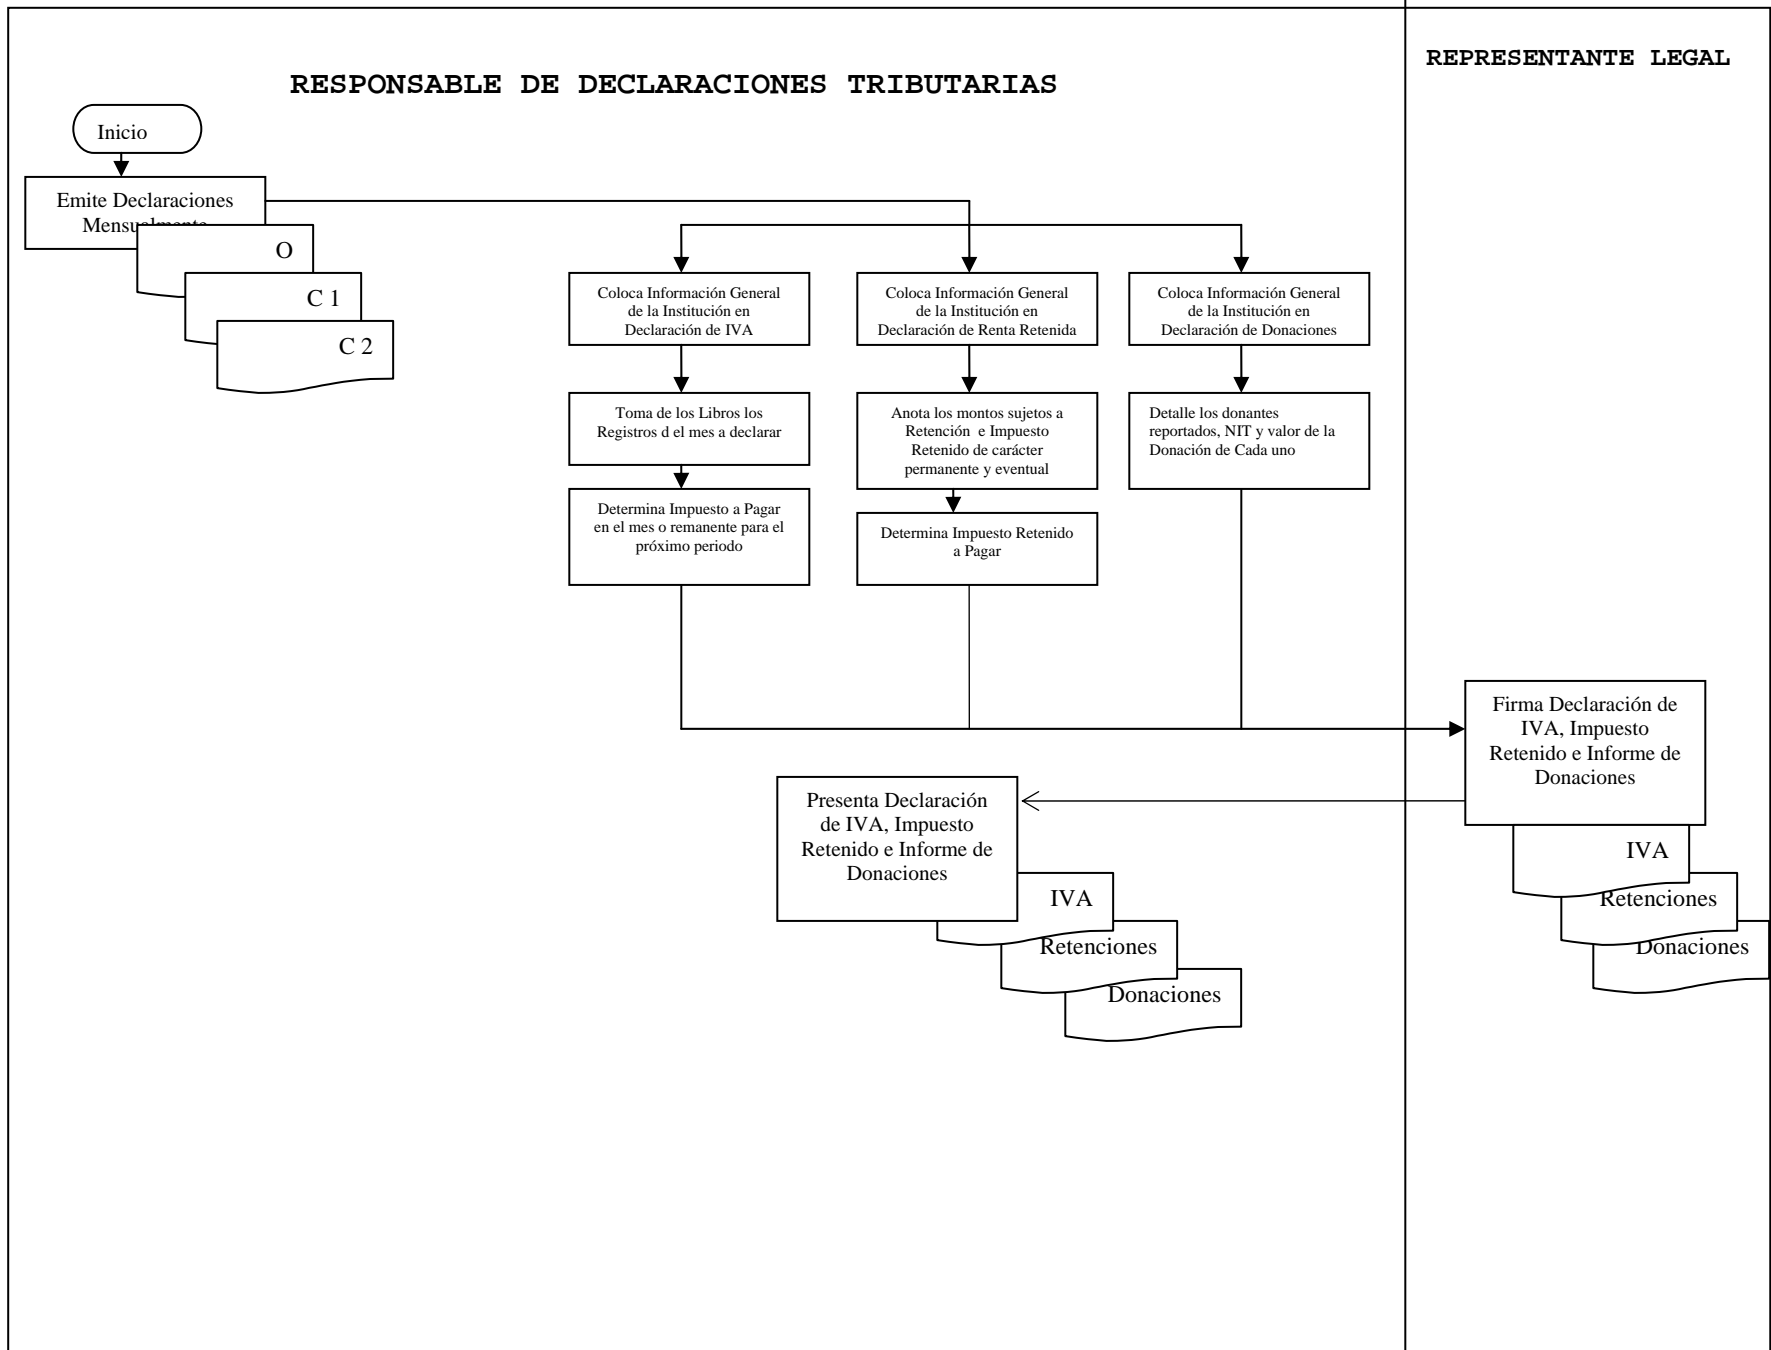 RESPONSABLE DE DECLARACIONES TRIBUTARIAS
REPRESENTANTE LEGAL
Inicio
Emite Declaraciones
Mensualmente
O
C 1
C 2
Coloca Información General
de la Institución en
Declaración de IVA
Coloca Información General
de la Institución en
Declaración de Renta Retenida
Coloca Información General
de la Institución en
Declaración de Donaciones
Toma de los Libros los
Registros d el mes a declarar
Anota los montos sujetos a
Retención e Impuesto
Retenido de carácter
permanente y eventual
Detalle los donantes
reportados, NIT y valor de la
Donación de Cada uno
Determina Impuesto a Pagar
en el mes o remanente para el
próximo periodo
Determina Impuesto Retenido
a Pagar
Firma Declaración de
IVA, Impuesto
Retenido e Informe de
Donaciones
IVA
Retenciones
Donaciones
Presenta Declaración
de IVA, Impuesto
Retenido e Informe de
Donaciones
IVA
Retenciones
Donaciones